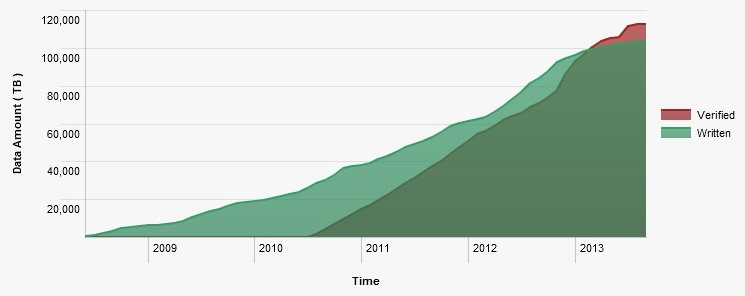 120,000
100,000
80,000
60,000
40,000
20,000
Data Amount ( TB )
2009 2010 2011 2012 2013
Time
Verified
Written